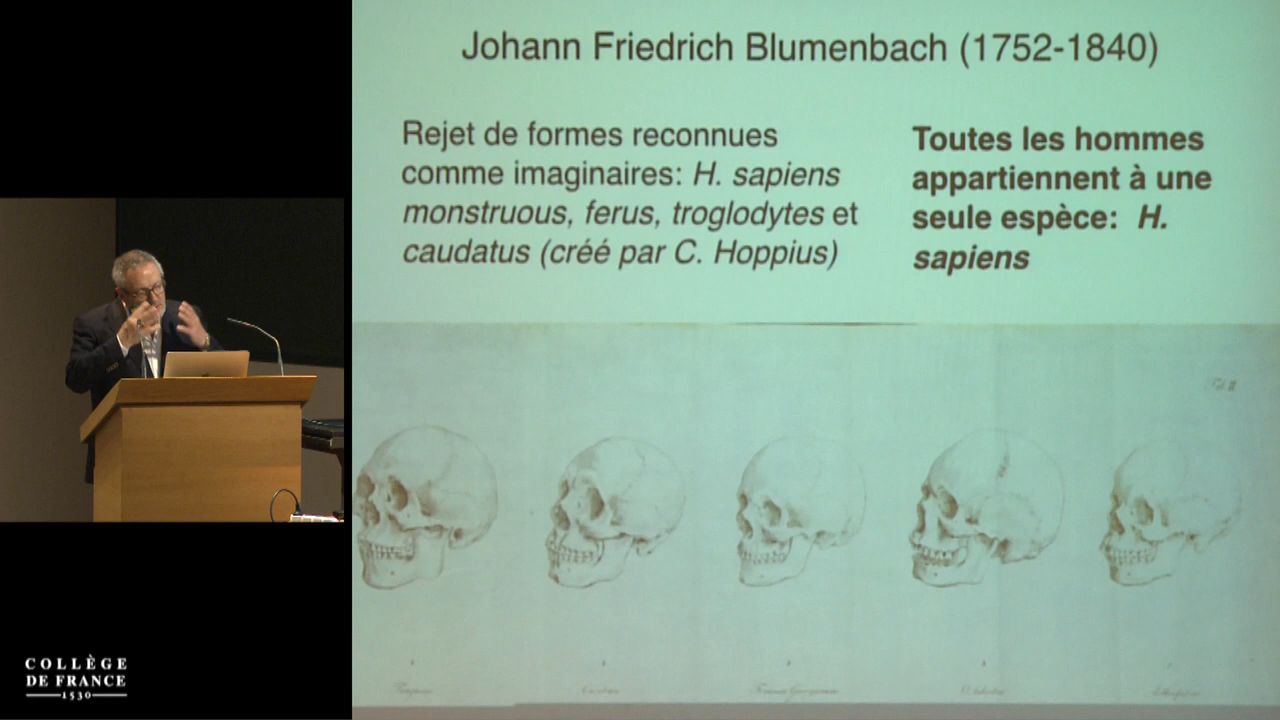 Johann Friedrich Blumenbach (1752-1840)
Rejet de formes reconnues
comme imaginaires: H. sapiens
monstruous, ferus, troglodytes et
caudatus (créé par C. Hoppius)
Toutes les hommes
appartiennent à une
seule espèce: H.
sapiens
COLLÈGE
DE FRANCE
1530